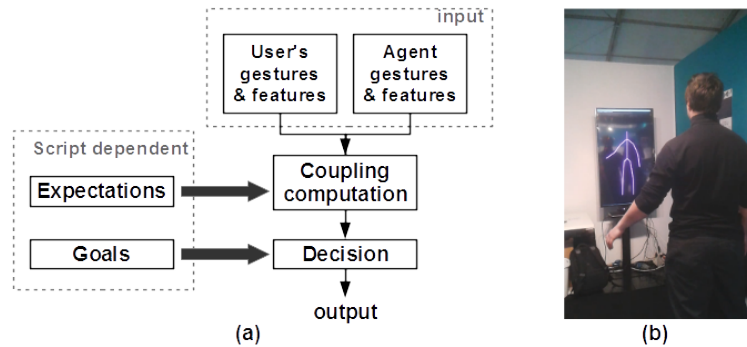 input
User's
gestures
& features
Agent
gestures
& features
Script dependent
Expectations
Coupling
computation
Goals
Decision
output
(a)
(b)